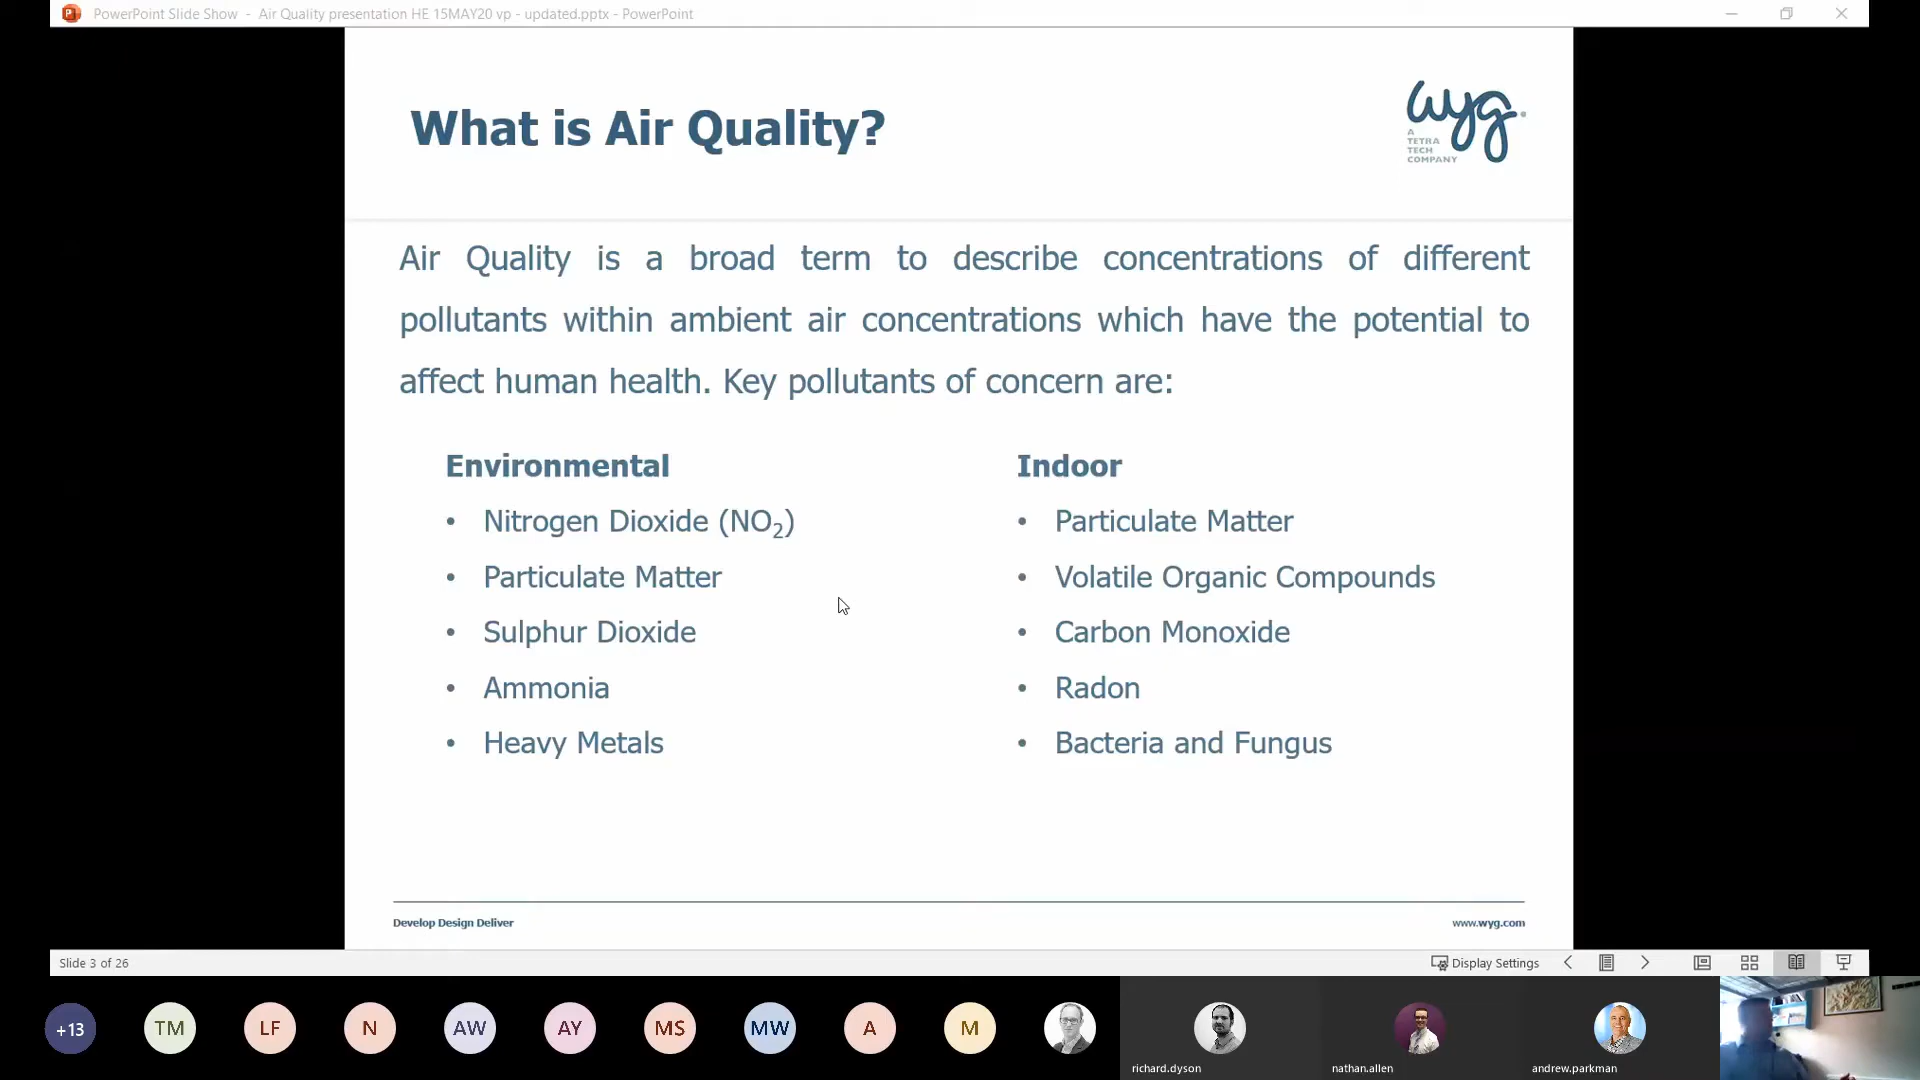 PowerPoint Slide Show - Air Quality presentation HE 15MAY20 vp - updated.pptx - PowerPoint
What is Air Quality?
wyg
A
TETRA
TECH
COMPANY
Air Quality is a broad term to describe concentrations of different
pollutants within ambient air concentrations which have the potential to
affect human health. Key pollutants of concern are:
Environmental
• Nitrogen Dioxide (NO₂)
• Particulate Matter
• Sulphur Dioxide
• Ammonia
• Heavy Metals
Indoor
• Particulate Matter
• Volatile Organic Compounds
• Carbon Monoxide
• Radon
• Bacteria and Fungus
Develop Design Deliver
www.wyg.com
Slide 3 of 26
Display Settings
+13
TM
LF
N
AW
AY
MS
MW
A
M
richard.dyson
nathan.allen
andrew.parkman